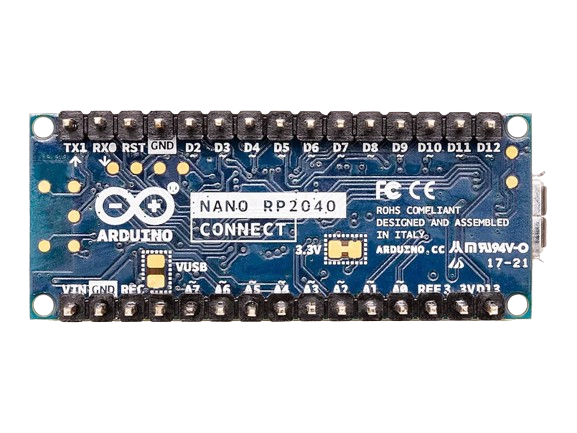 TX1 RX0 RST GND D2 D3 D4 D5 D6 D7 D8 D9 D10 D11 D12
ARDUINO
NANO RP2040
CONNECT
FC CE
ROHS COMPLIANT
DESIGNED AND ASSEMBLED
IN ITALY
ARDUINO.CC
94V-0
17-21
3.3V
VUSB
VIN GND REC A7 A6 A5 A4 A3 A2 A1 A0 REF 3.3V D13